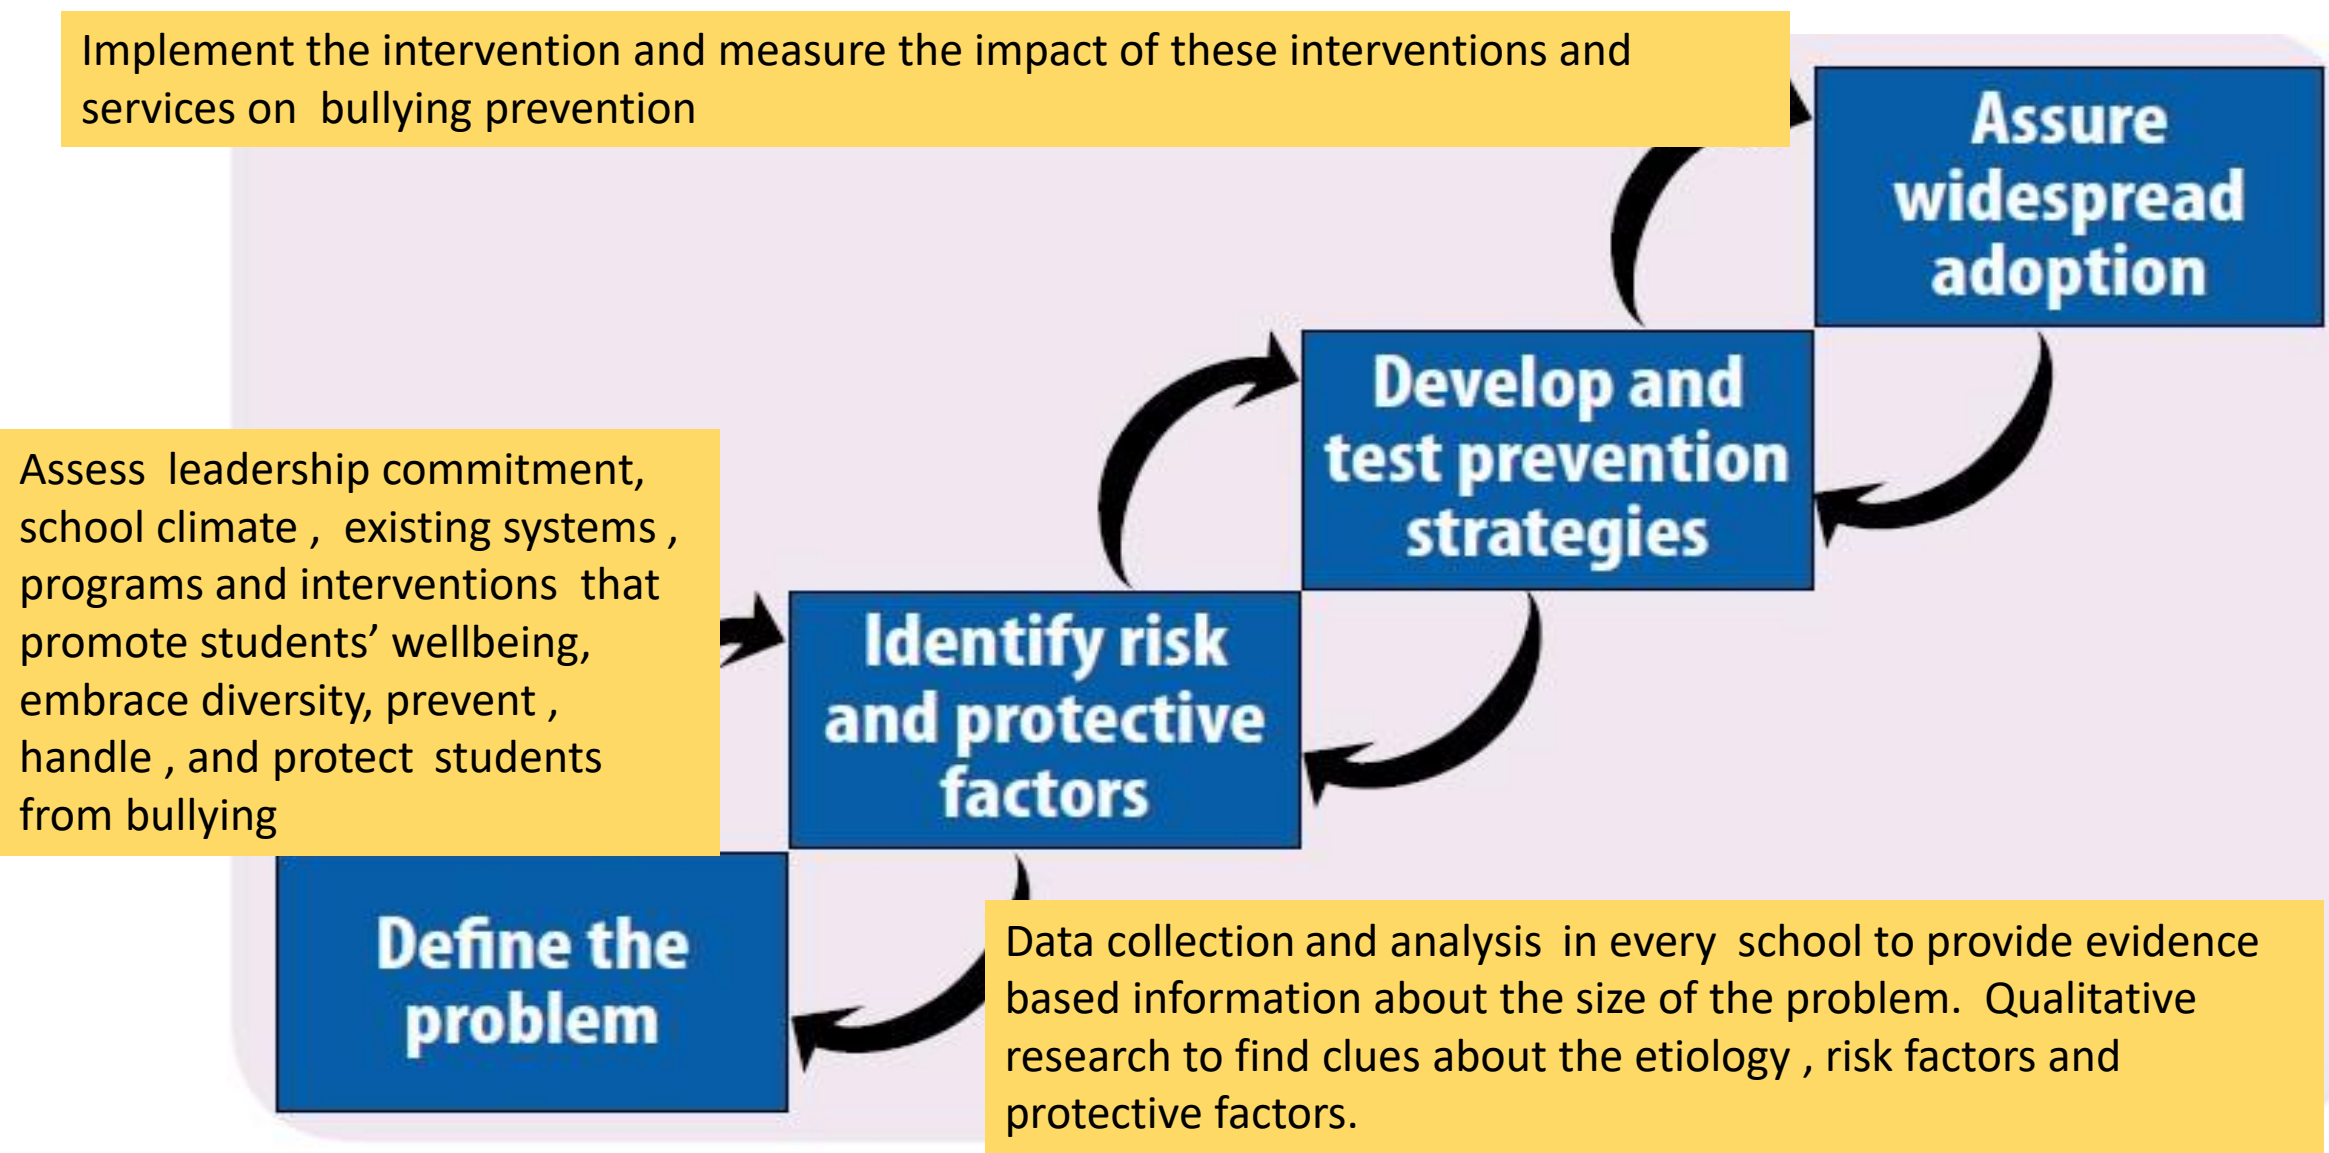 Implement the intervention and measure the impact of these interventions and
services on bullying prevention
Assure
widespread
adoption
Develop and
test prevention
strategies
Assess leadership commitment,
school climate , existing systems ,
programs and interventions that
promote students’ wellbeing,
embrace diversity, prevent ,
handle , and protect students
from bullying
Identify risk
and protective
factors
Define the
problem
Data collection and analysis in every school to provide evidence
based information about the size of the problem. Qualitative
research to find clues about the etiology , risk factors and
protective factors.